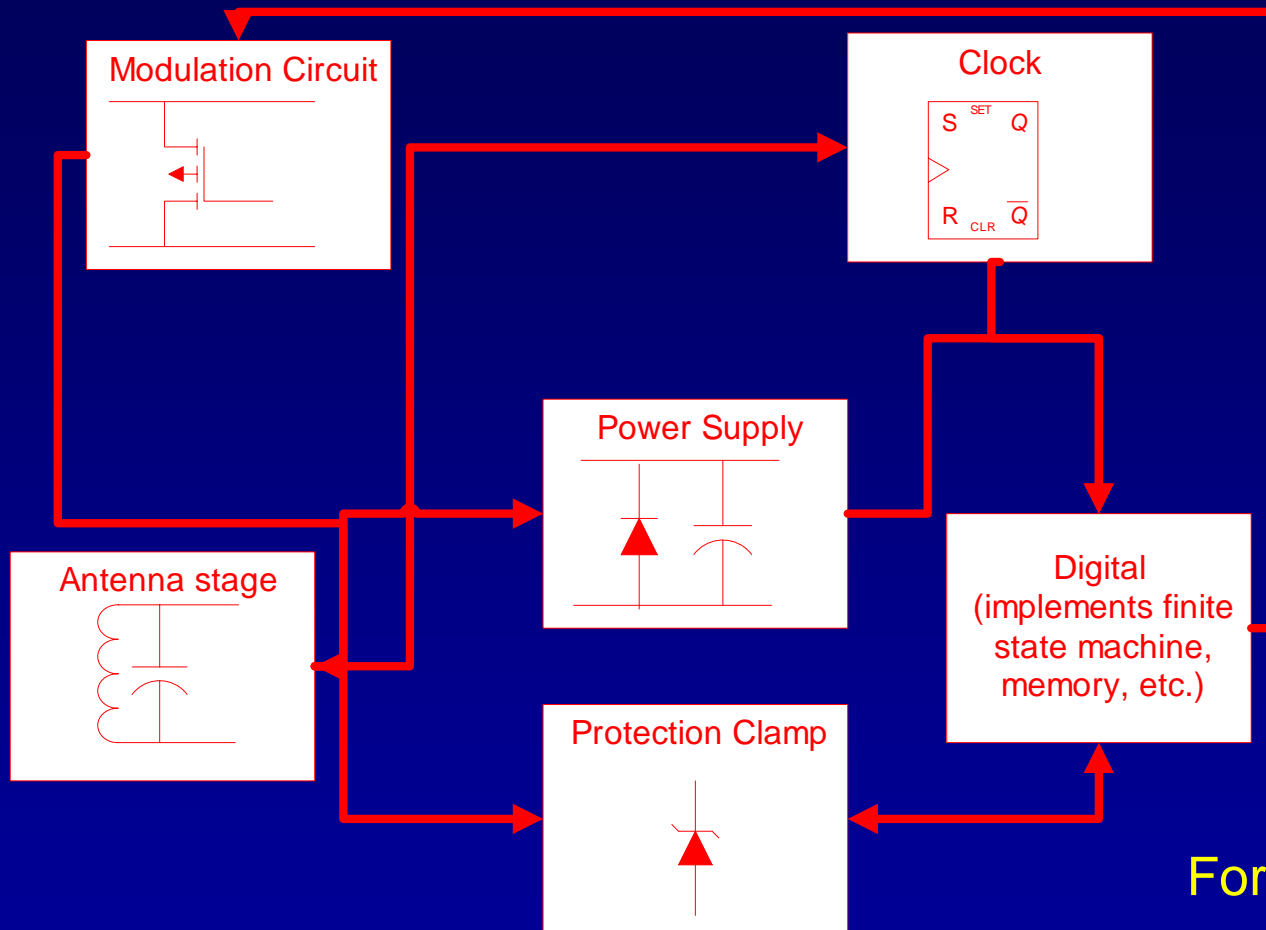 Modulation Circuit
Clock
S SET Q
R CLR Q
Power Supply
Antenna stage
Digital
(implements finite
state machine,
memory, etc.)
Protection Clamp
For